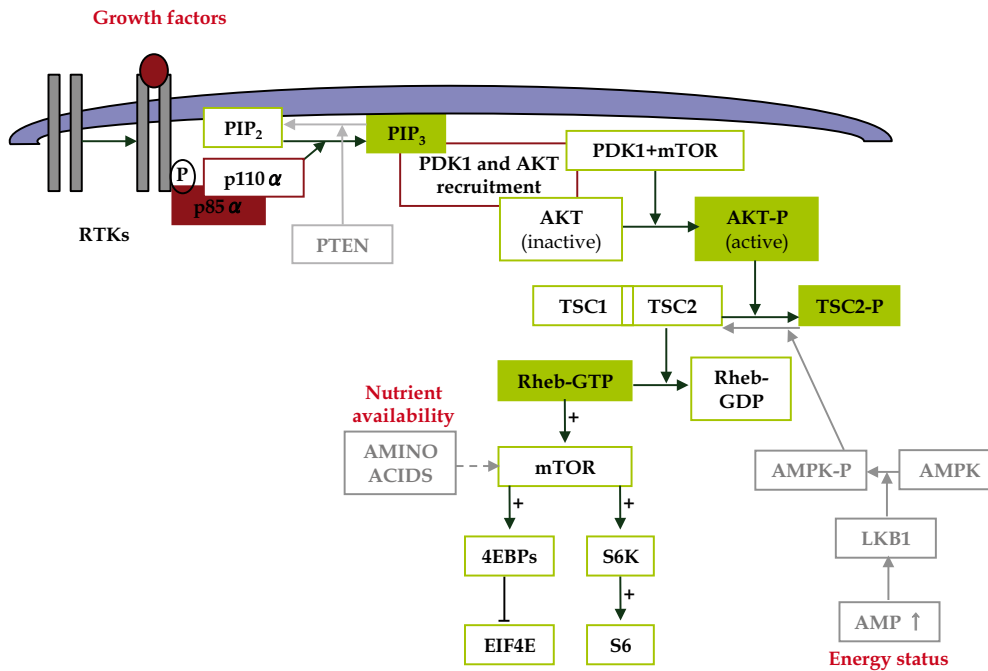 Growth factors
PIP₂
PIP₃
PDK1+mTOR
P
p110 α
p85 α
PDK1 and AKT
recruitment
RTKs
PTEN
AKT
(inactive)
AKT-P
(active)
TSC1
TSC2
TSC2-P
Rheb-GTP
Rheb-
GDP
Nutrient
availability
+
AMINO
ACIDS
mTOR
AMPK-P
AMPK
+
+
4EBPs
S6K
LKB1
+
EIF4E
S6
AMP ↑
Energy status